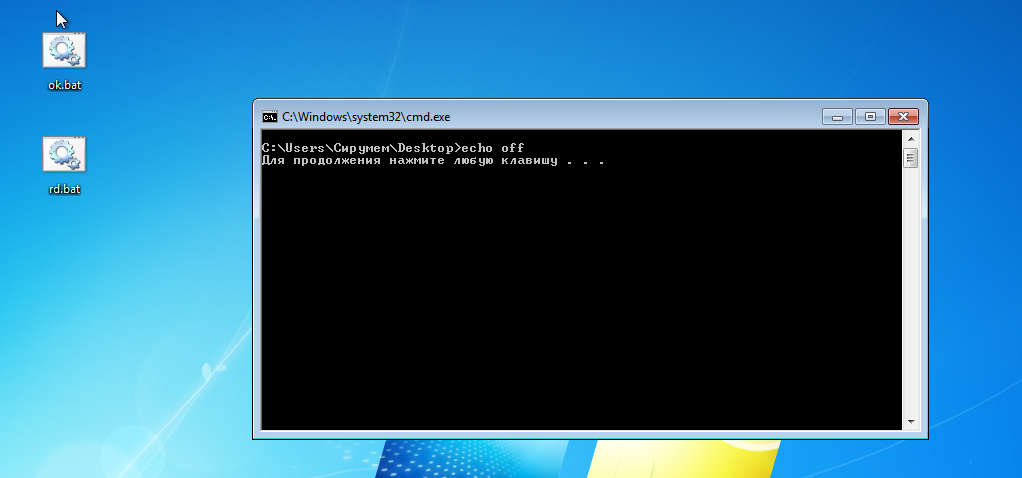 ok.bat
rd.bat
C:\Windows\system32\cmd.exe
C:\Users\Сирумем\Desktop>echo off
Для продолжения нажмите любую клавишу . . .